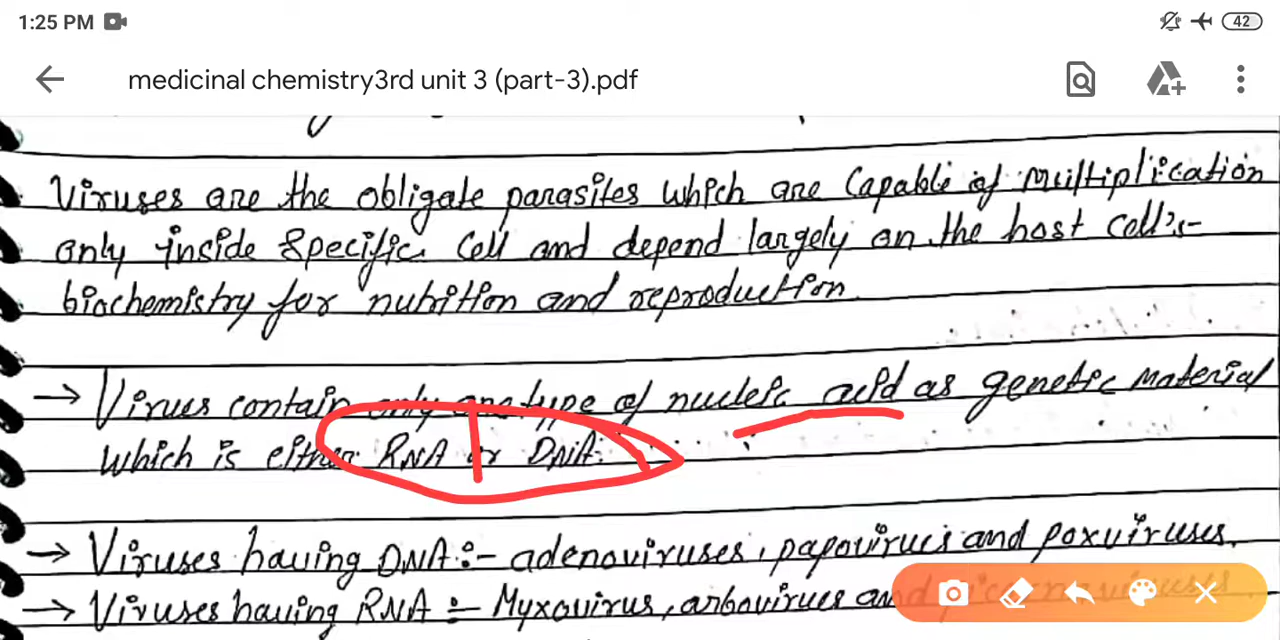 1:25 PM
42
medicinal chemistry3rd unit 3 (part-3).pdf
Viruses are the obligate parasites which are capable of multiplication
only inside specific cell and depend largely on the host cell's-
biochemistry for nutrition and reproduction.
→ Virus contain only one type of nucleic acid as genetic material
which is either RNA or DNA.
→ Viruses having DNA:- adenoviruses, papovirues and poxviruses.
→ Viruses having RNA:- Myxovirus, arbovirues and picornaviruses